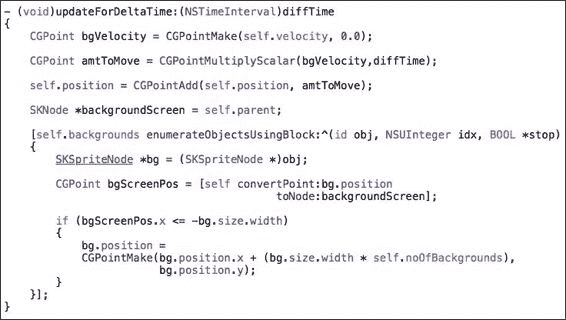 - (void)updateForDeltaTime:(NSTimeInterval)diffTime
{
    CGPoint bgVelocity = CGPointMake(self.velocity, 0.0);
    CGPoint amtToMove = CGPointMultiplyScalar(bgVelocity,diffTime);
    self.position = CGPointAdd(self.position, amtToMove);
    SKNode *backgroundScreen = self.parent;
    [self.backgrounds enumerateObjectsUsingBlock:^(id obj, NSUInteger idx, BOOL *stop)
    {
        SKSpriteNode *bg = (SKSpriteNode *)obj;
        CGPoint bgScreenPos = [self convertPoint:bg.position
                                          toNode:backgroundScreen];
        if (bgScreenPos.x <= -bg.size.width)
        {
            bg.position =
            CGPointMake(bg.position.x + (bg.size.width * self.noOfBackgrounds),
                        bg.position.y);
        }
    }];
}